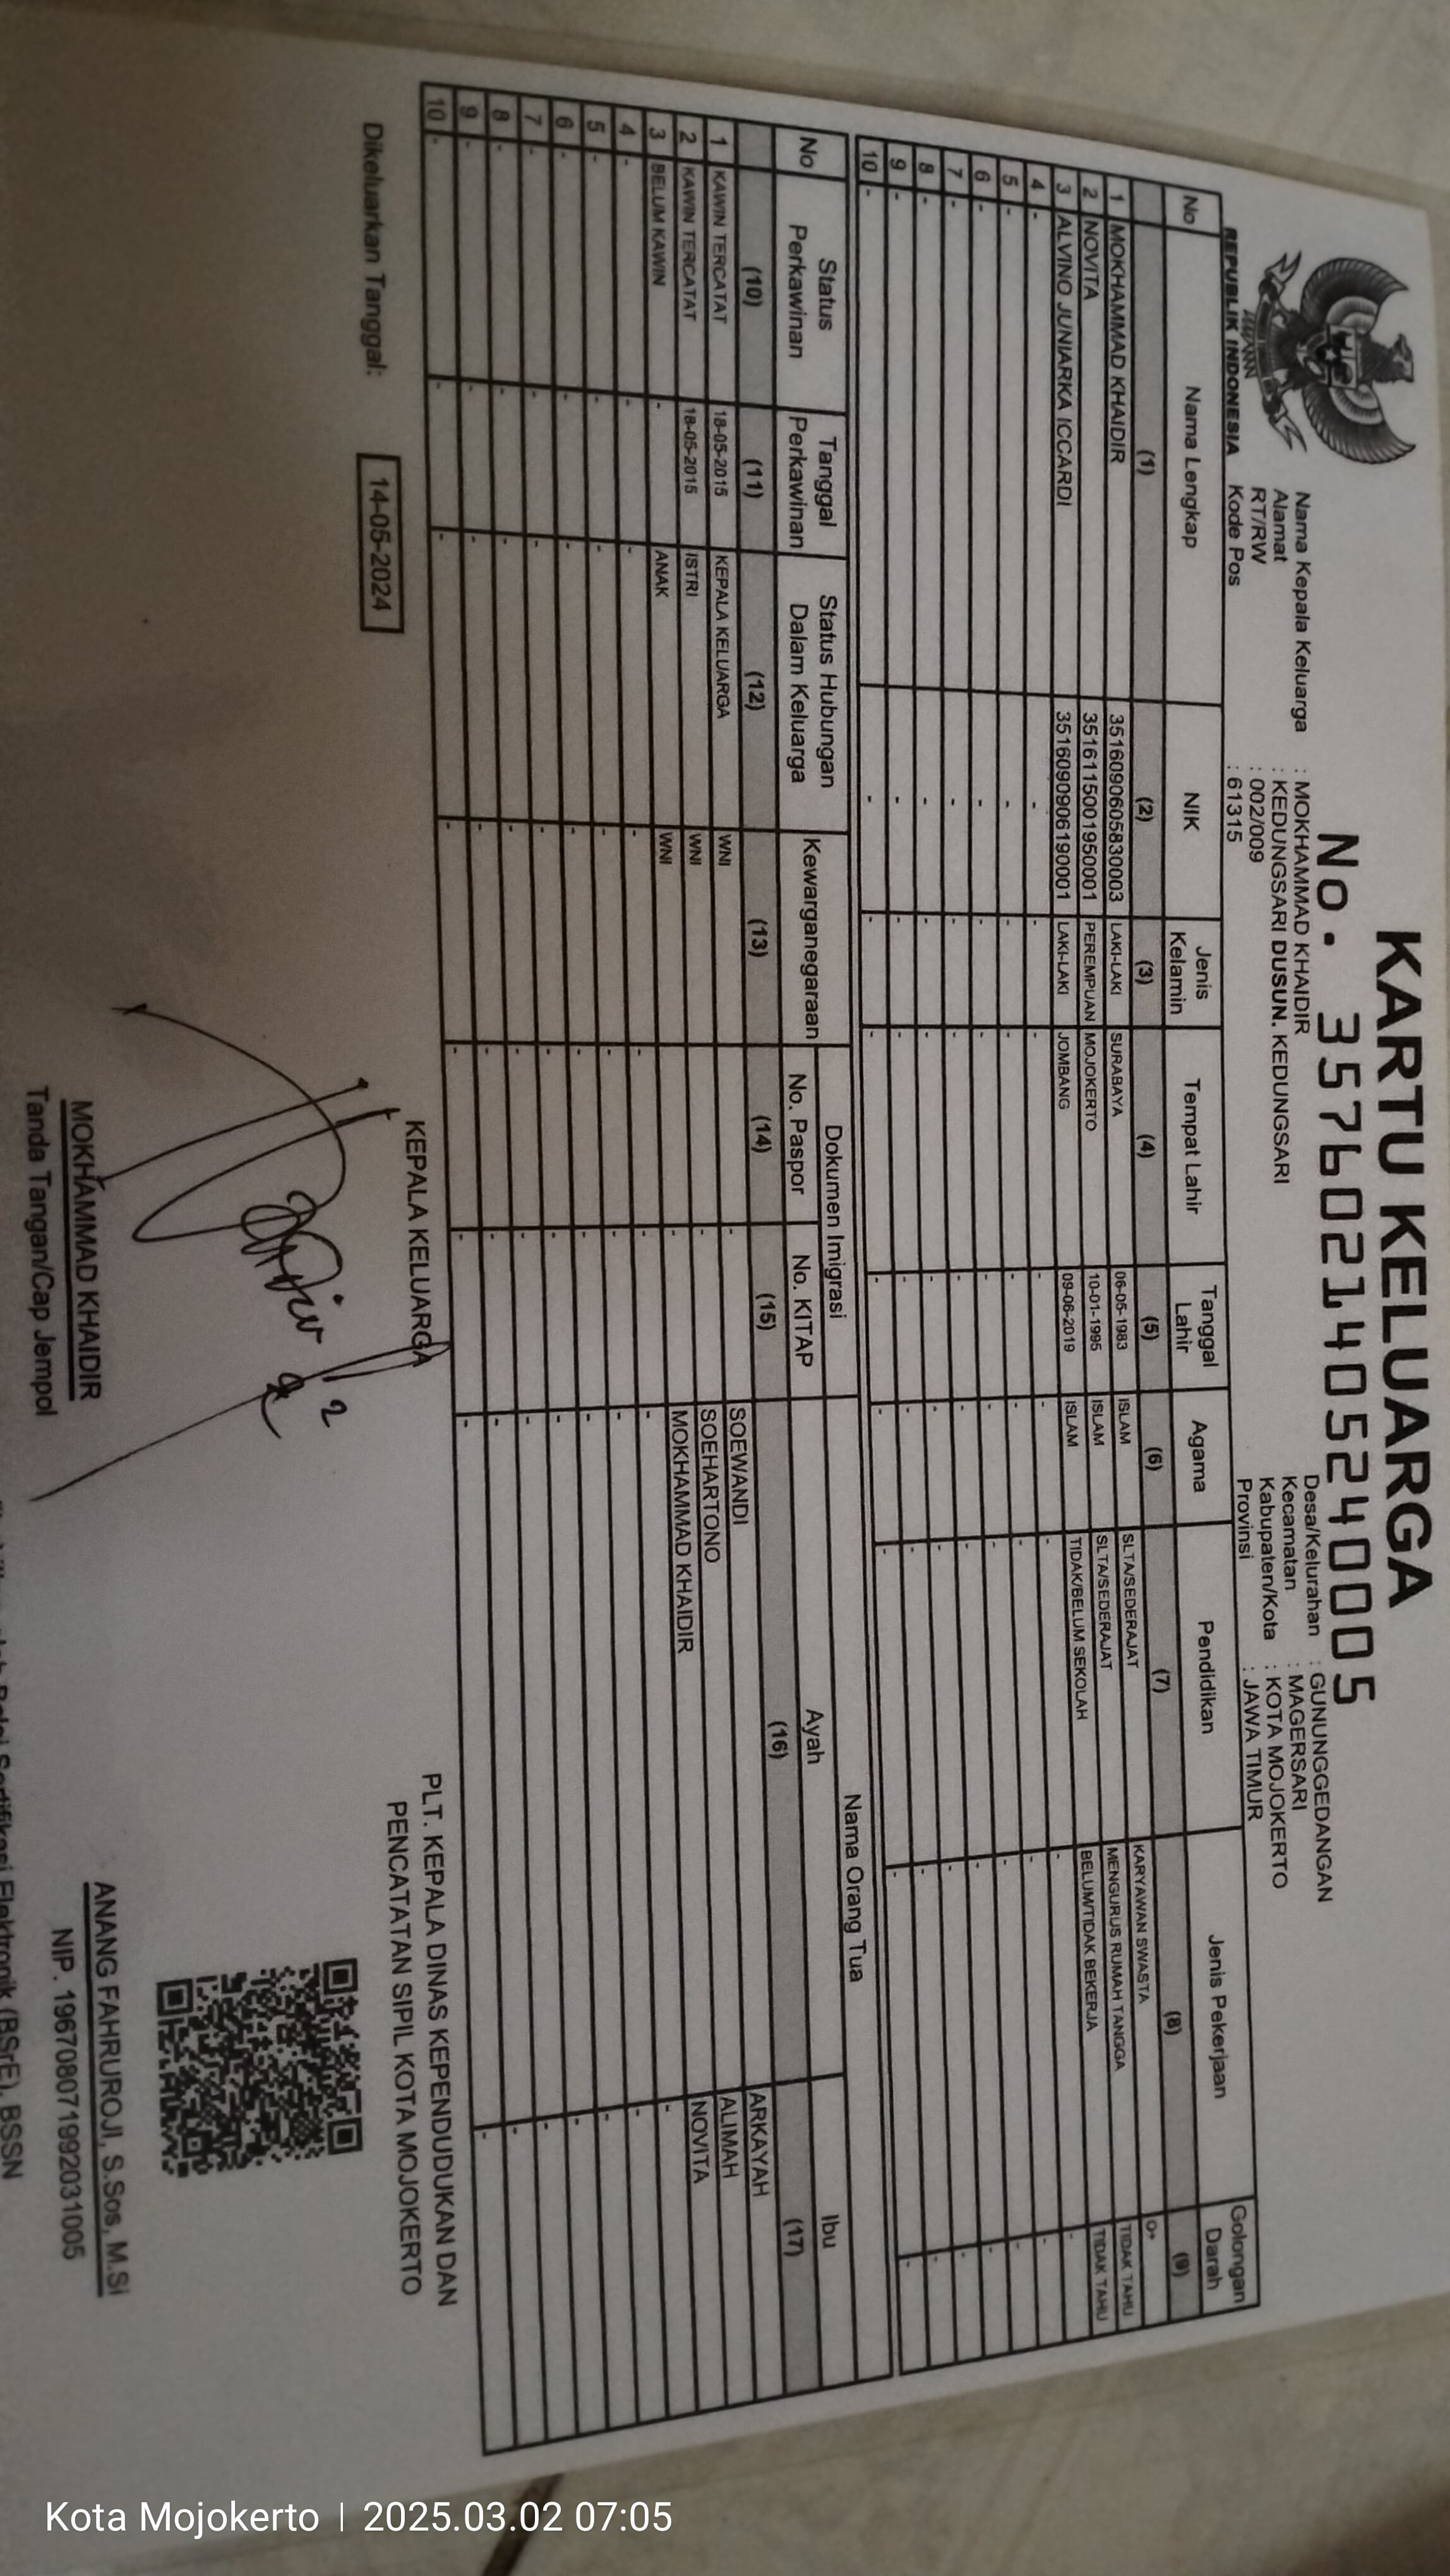 KARTU KELUARGA
No. 3576021405240005
REPUBLIK INDONESIA
Nama Kepala Keluarga : MOKHAMMAD KHAIDIR
Alamat : KEDUNGSARI DUSUN. KEDUNGSARI
RT/RW : 002/009
Kode Pos : 61315
Desa/Kelurahan : GUNUNGGEDANGAN
Kecamatan : MAGERSARI
Kabupaten/Kota : KOTA MOJOKERTO
Provinsi : JAWA TIMUR
No Nama Lengkap NIK Jenis Kelamin Tempat Lahir Tanggal Lahir Agama Pendidikan Jenis Pekerjaan Golongan Darah
(1) (2) (3) (4) (5) (6) (7) (8) (9)
1 MOKHAMMAD KHAIDIR 3516090605830003 LAKI-LAKI SURABAYA 06-05-1983 ISLAM SLTA/SEDERAJAT KARYAWAN SWASTA O+
2 NOVITA 3516115001950001 PEREMPUAN MOJOKERTO 10-01-1995 ISLAM SLTA/SEDERAJAT MENGURUS RUMAH TANGGA TIDAK TAHU
3 ALVINO JUNIARKA ICCARDI 3516090906190001 LAKI-LAKI JOMBANG 09-06-2019 ISLAM TIDAK/BELUM SEKOLAH BELUM/TIDAK BEKERJA TIDAK TAHU
4 - - - - - - - - -
5 - - - - - - - - -
6 - - - - - - - - -
7 - - - - - - - - -
8 - - - - - - - - -
9 - - - - - - - - -
10 - - - - - - - - -
No Status Perkawinan Tanggal Perkawinan Status Hubungan Dalam Keluarga Kewarganegaraan Dokumen Imigrasi Nama Orang Tua
No. Paspor No. KITAP Ayah Ibu
(10) (11) (12) (13) (14) (15) (16) (17)
1 KAWIN TERCATAT 18-05-2015 KEPALA KELUARGA WNI - SOEWANDI ARKAYAH
2 KAWIN TERCATAT 18-05-2015 ISTRI WNI - SOEHARTONO ALIMAH
3 BELUM KAWIN - ANAK WNI - MOKHAMMAD KHAIDIR NOVITA
4 - - - - - - - -
5 - - - - - - - -
6 - - - - - - - -
7 - - - - - - - -
8 - - - - - - - -
9 - - - - - - - -
10 - - - - - - - -
Dikeluarkan Tanggal: 14-05-2024
KEPALA KELUARGA
MOKHAMMAD KHAIDIR
Tanda Tangan/Cap Jempol
PLT. KEPALA DINAS KEPENDUDUKAN DAN
PENCATATAN SIPIL KOTA MOJOKERTO
ANANG FAHRUROJI, S.Sos, M.Si
NIP. 196708071992031005
Balai Sertifikasi Elektronik (BSrE), BSSN
Kota Mojokerto | 2025.03.02 07:05